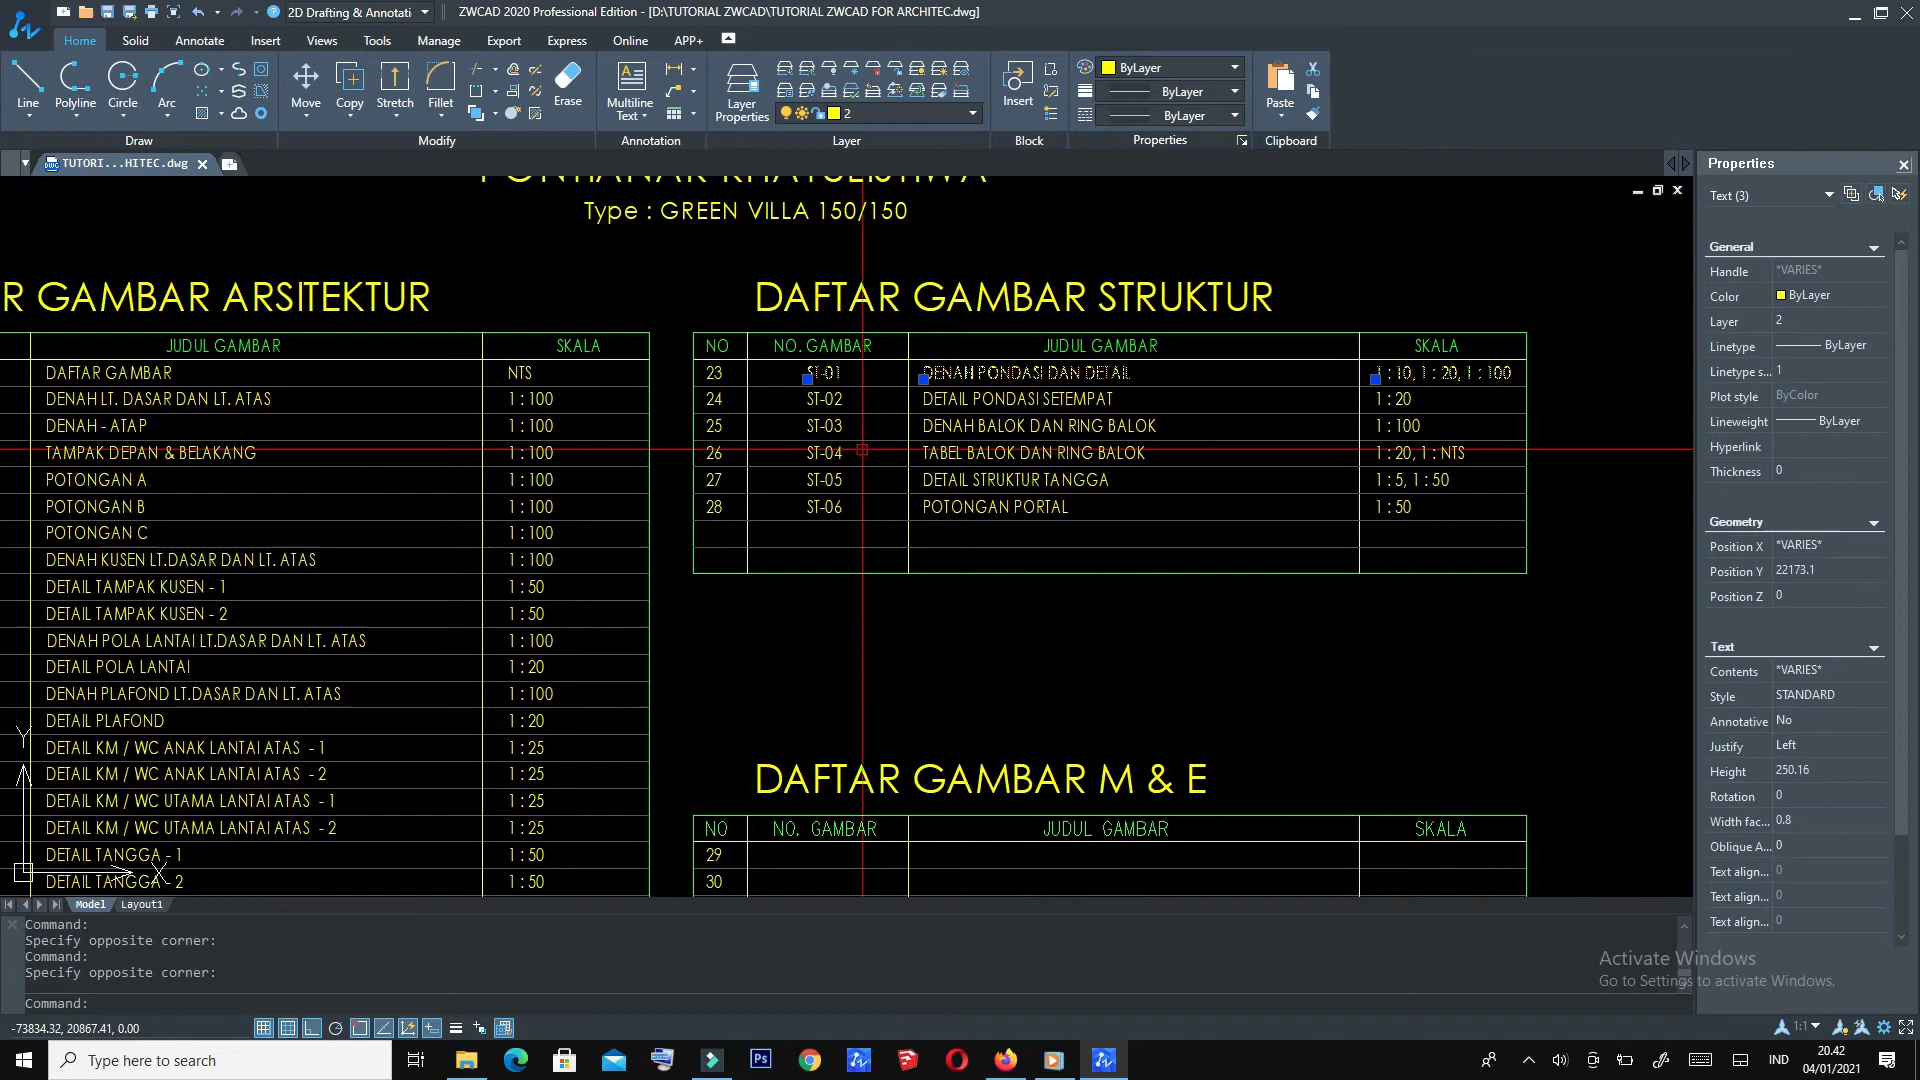 2D Drafting & Annotati
ZWCAD 2020 Professional Edition - [D:\TUTORIAL ZWCAD\TUTORIAL ZWCAD FOR ARCHITEC.dwg]
Home Solid Annotate Insert Views Tools Manage Export Express Online APP+
Line Polyline Circle Arc Move Copy Stretch Fillet Erase Multiline Text Layer Properties 2 Insert ByLayer Paste
ByLayer
ByLayer
Draw Modify Annotation Layer Block Properties Clipboard
TUTORI...HITEC.dwg
Type : GREEN VILLA 150/150
R GAMBAR ARSITEKTUR
JUDUL GAMBAR SKALA
DAFTAR GAMBAR NTS
DENAH LT. DASAR DAN LT. ATAS 1 : 100
DENAH - ATAP 1 : 100
TAMPAK DEPAN & BELAKANG 1 : 100
POTONGAN A 1 : 100
POTONGAN B 1 : 100
POTONGAN C 1 : 100
DENAH KUSEN LT.DASAR DAN LT. ATAS 1 : 100
DETAIL TAMPAK KUSEN - 1 1 : 50
DETAIL TAMPAK KUSEN - 2 1 : 50
DENAH POLA LANTAI LT.DASAR DAN LT. ATAS 1 : 100
DETAIL POLA LANTAI 1 : 20
DENAH PLAFOND LT.DASAR DAN LT. ATAS 1 : 100
DETAIL PLAFOND 1 : 20
DETAIL KM / WC ANAK LANTAI ATAS - 1 1 : 25
DETAIL KM / WC ANAK LANTAI ATAS - 2 1 : 25
DETAIL KM / WC UTAMA LANTAI ATAS - 1 1 : 25
DETAIL KM / WC UTAMA LANTAI ATAS - 2 1 : 25
DETAIL TANGGA - 1 1 : 50
DETAIL TANGGA - 2 1 : 50
Y
X
DAFTAR GAMBAR STRUKTUR
NO NO. GAMBAR JUDUL GAMBAR SKALA
23 ST-01 DENAH PONDASI DAN DETAIL 1 : 10, 1 : 20, 1 : 100
24 ST-02 DETAIL PONDASI SETEMPAT 1 : 20
25 ST-03 DENAH BALOK DAN RING BALOK 1 : 100
26 ST-04 TABEL BALOK DAN RING BALOK 1 : 20, 1 : NTS
27 ST-05 DETAIL STRUKTUR TANGGA 1 : 5, 1 : 50
28 ST-06 POTONGAN PORTAL 1 : 50
DAFTAR GAMBAR M & E
NO NO. GAMBAR JUDUL GAMBAR SKALA
29
30
Properties
Text (3)
General
Handle *VARIES*
Color ByLayer
Layer 2
Linetype ByLayer
Linetype s... 1
Plot style ByColor
Lineweight ByLayer
Hyperlink
Thickness 0
Geometry
Position X *VARIES*
Position Y 22173.1
Position Z 0
Text
Contents *VARIES*
Style STANDARD
Annotative No
Justify Left
Height 250.16
Rotation 0
Width fac... 0.8
Oblique A... 0
Text align... 0
Text align... 0
Text align... 0
Model Layout1
Command:
Specify opposite corner:
Command:
Specify opposite corner:
Command:
Activate Windows
Go to Settings to activate Windows.
-73834.32, 20867.41, 0.00
1:1
Type here to search
Ps
IND
20.42
04/01/2021